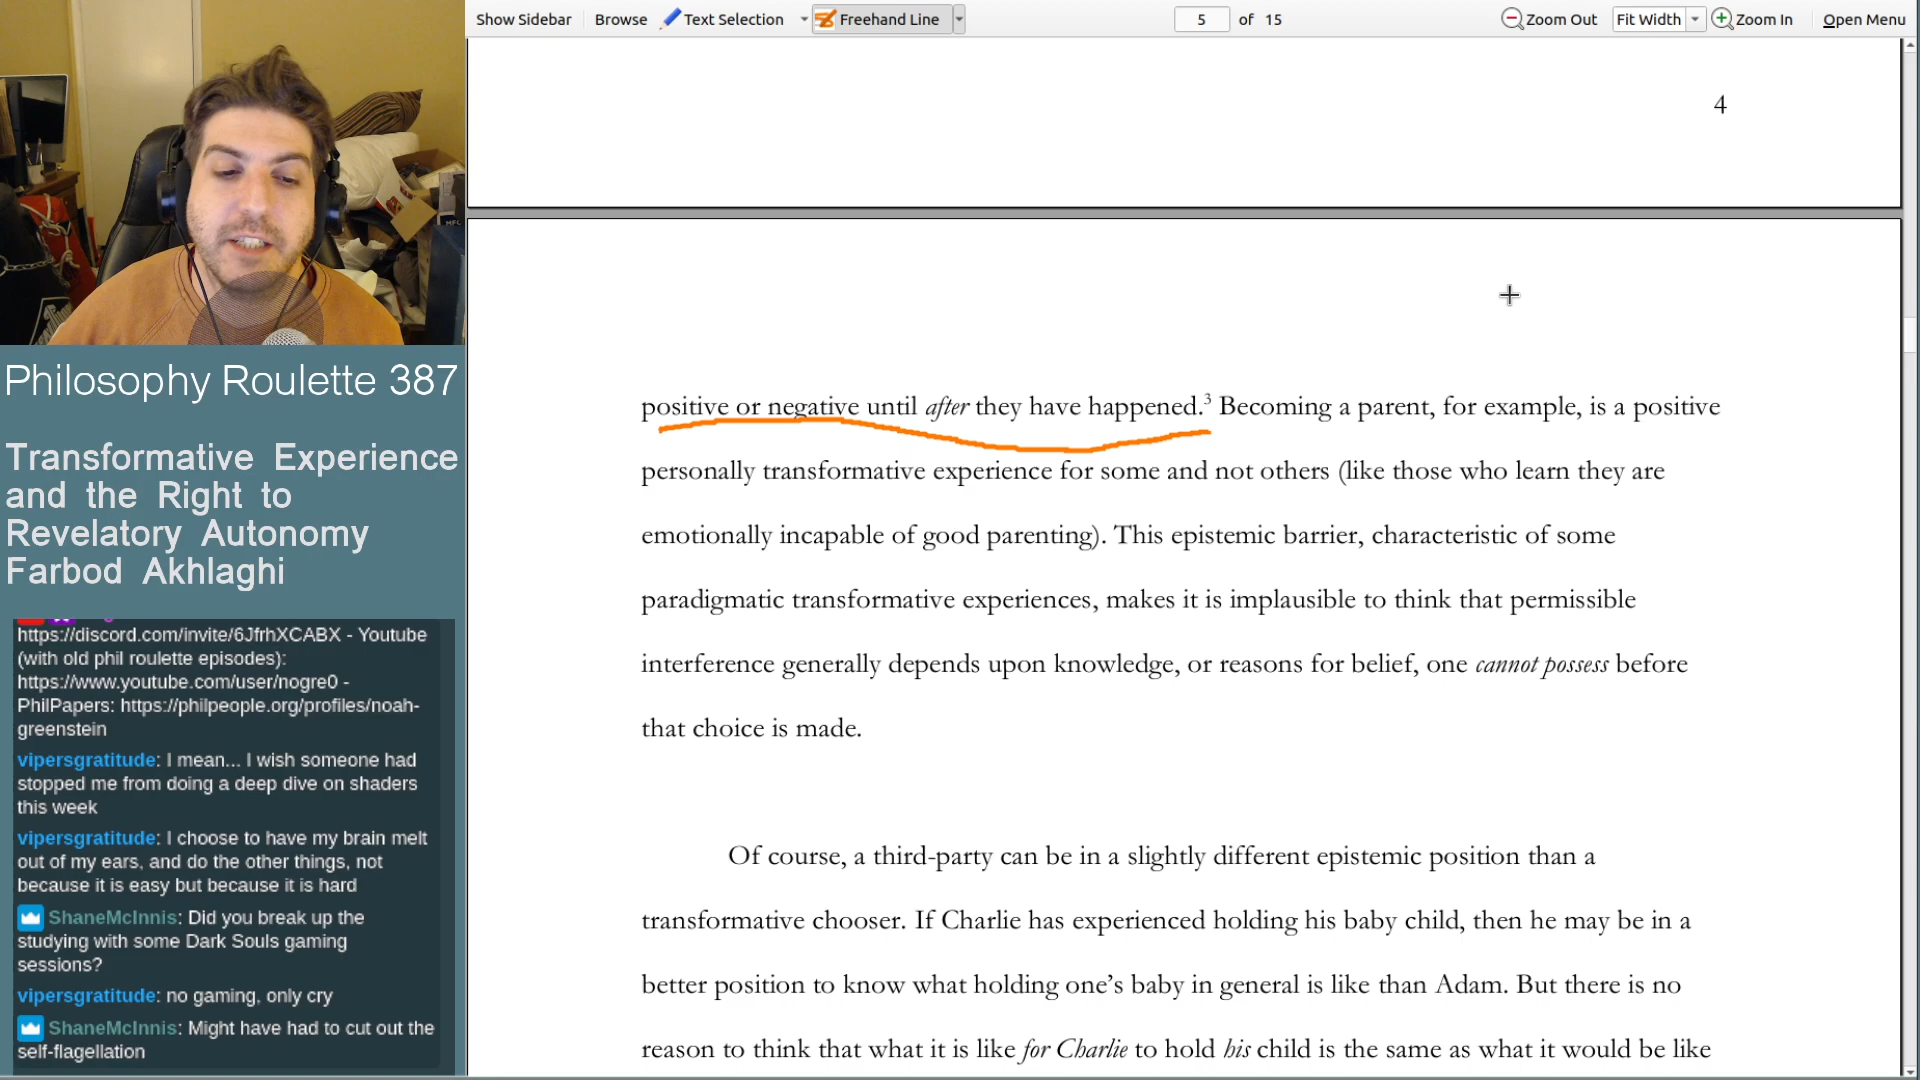 Show Sidebar Browse Text Selection Freehand Line 5 of 15 Zoom Out Fit Width Zoom In Open Menu
4
positive or negative until after they have happened.3 Becoming a parent, for example, is a positive
personally transformative experience for some and not others (like those who learn they are
emotionally incapable of good parenting). This epistemic barrier, characteristic of some
paradigmatic transformative experiences, makes it is implausible to think that permissible
interference generally depends upon knowledge, or reasons for belief, one cannot possess before
that choice is made.
Of course, a third-party can be in a slightly different epistemic position than a
transformative chooser. If Charlie has experienced holding his baby child, then he may be in a
better position to know what holding one's baby in general is like than Adam. But there is no
reason to think that what it is like for Charlie to hold his child is the same as what it would be like
Philosophy Roulette 387
Transformative Experience
and the Right to
Revelatory Autonomy
Farbod Akhlaghi
https://discord.com/invite/6JfrhXCABX - Youtube
(with old phil roulette episodes):
https://www.youtube.com/user/nogre0 -
PhilPapers: https://philpeople.org/profiles/noah-
greenstein
vipersgratitude: I mean... I wish someone had
stopped me from doing a deep dive on shaders
this week
vipersgratitude: I choose to have my brain melt
out of my ears, and do the other things, not
because it is easy but because it is hard
ShaneMcInnis: Did you break up the
studying with some Dark Souls gaming
sessions?
vipersgratitude: no gaming, only cry
ShaneMcInnis: Might have had to cut out the
self-flagellation